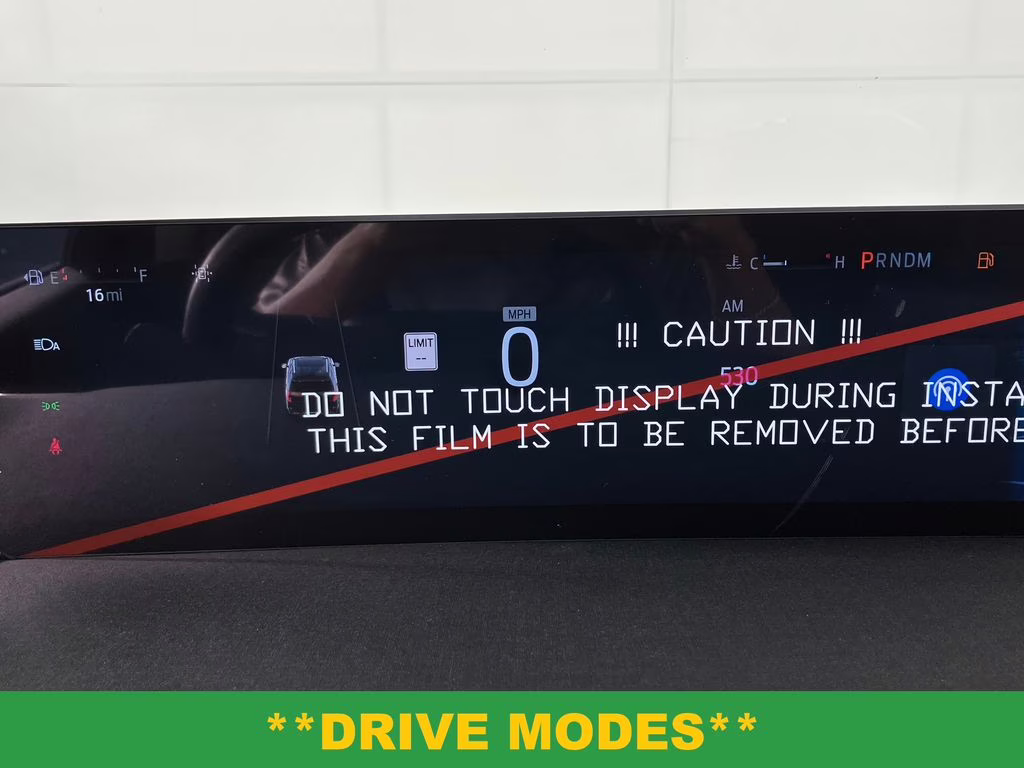 E F
16mi
A
LIMIT
--
MPH
0
C H
PRNDM
AM
!!! CAUTION !!!
530
DO NOT TOUCH DISPLAY DURING INSTA
THIS FILM IS TO BE REMOVED BEFORE
**DRIVE MODES**